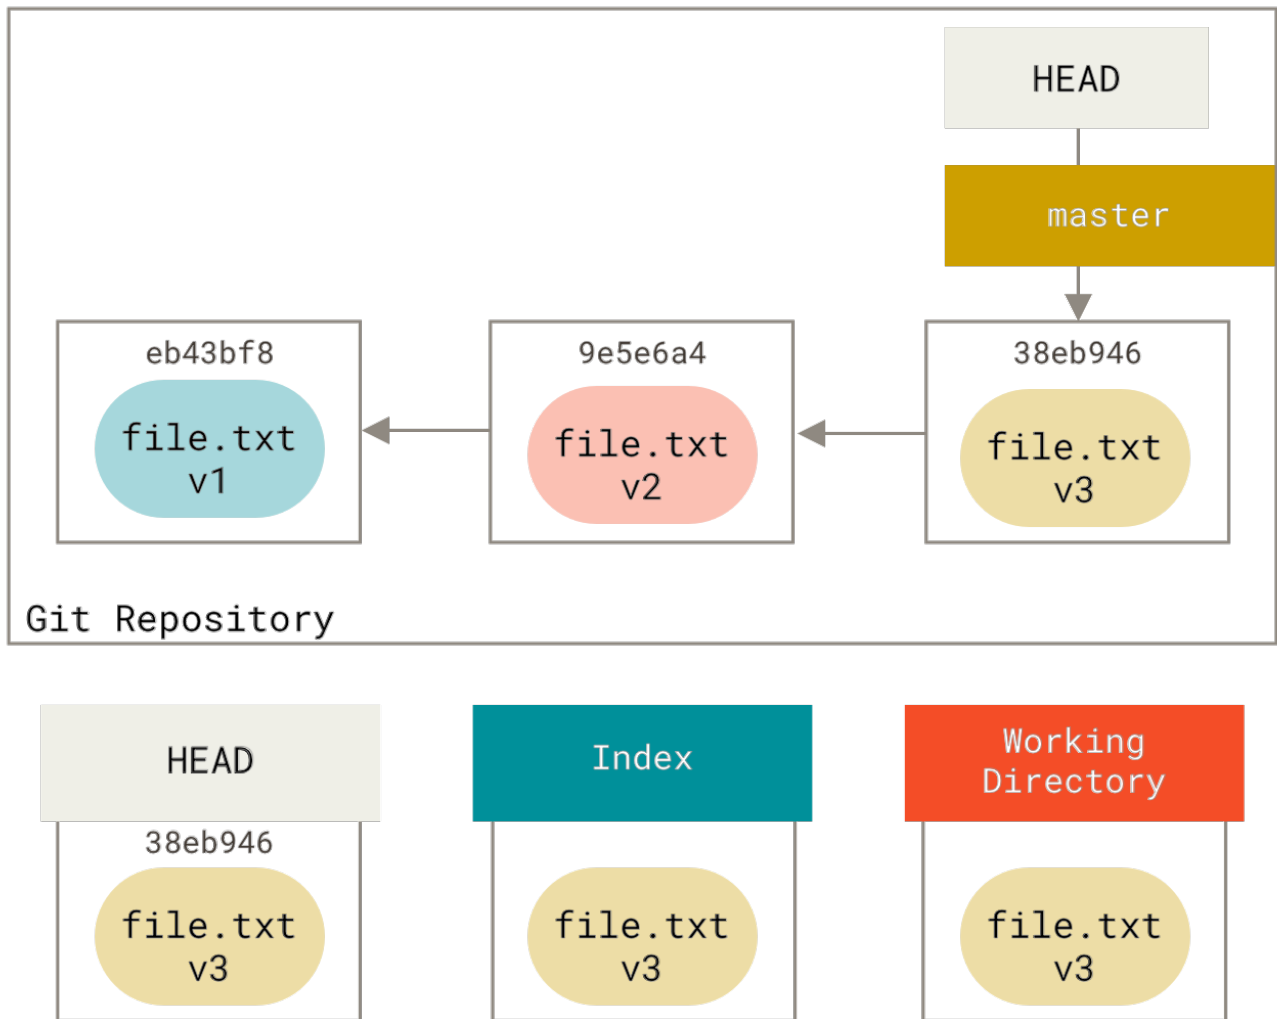 HEAD
master
eb43bf8
file.txt
v1
9e5e6a4
file.txt
v2
38eb946
file.txt
v3
Git Repository
HEAD
38eb946
file.txt
v3
Index
file.txt
v3
Working
Directory
file.txt
v3